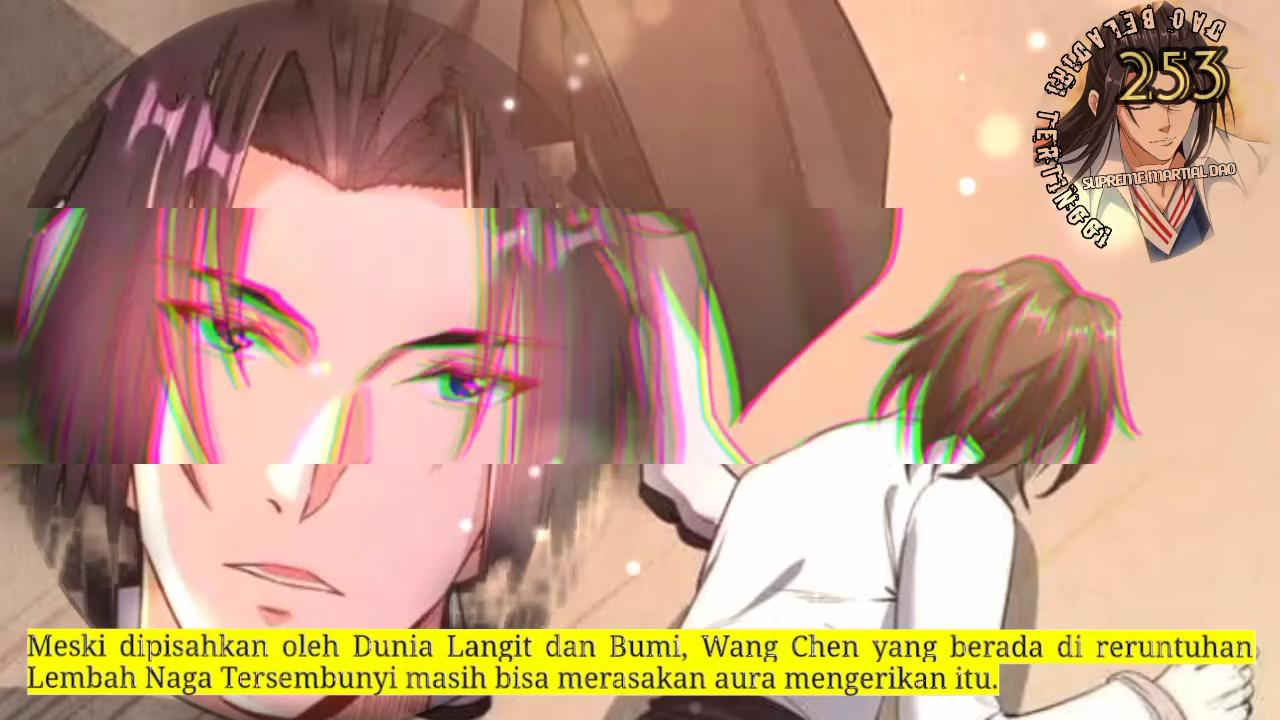 DAO BELADIRI TERTINGGI
253
SUPREME MARTIAL DAO
Meski dipisahkan oleh Dunia Langit dan Bumi, Wang Chen yang berada di reruntuhan
Lembah Naga Tersembunyi masih bisa merasakan aura mengerikan itu.